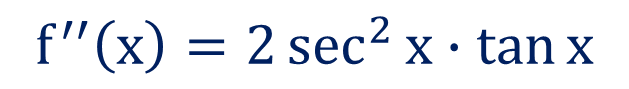 f″(x) = 2 sec² x · tan x